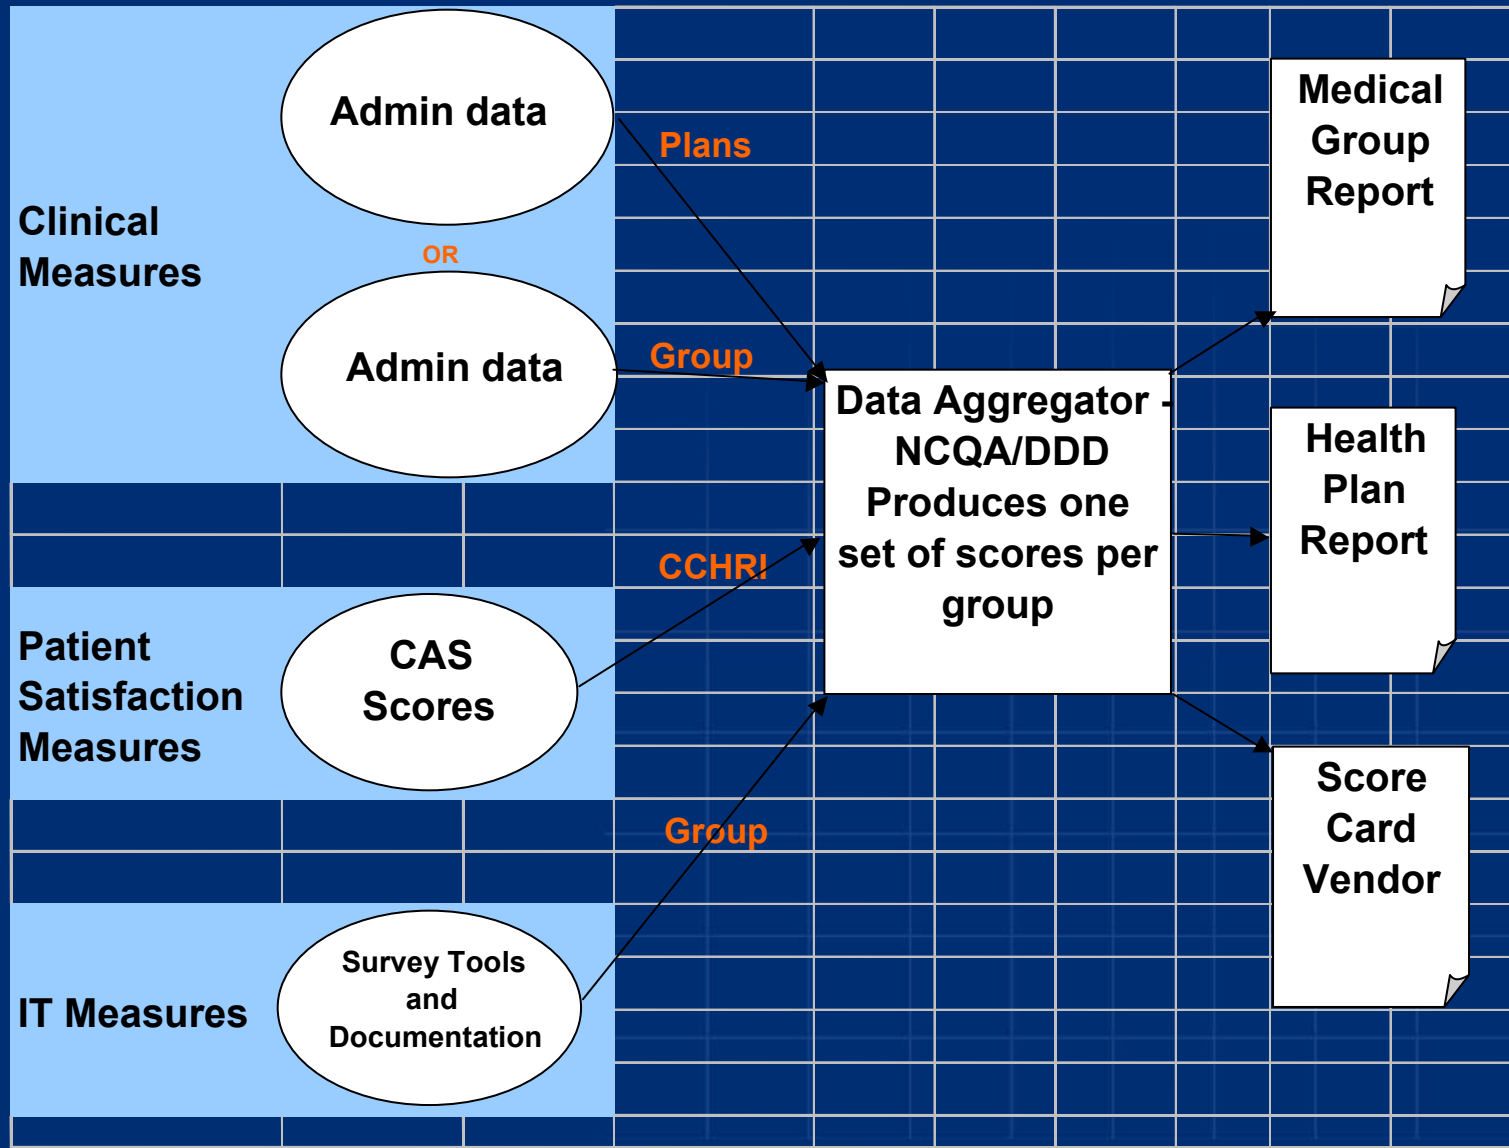 Clinical
Measures
Admin data
OR
Admin data
Plans
Group
Patient
Satisfaction
Measures
CAS
Scores
CCHRI
IT Measures
Survey Tools
and
Documentation
Group
Data Aggregator -
NCQA/DDD
Produces one
set of scores per
group
Medical
Group
Report
Health
Plan
Report
Score
Card
Vendor